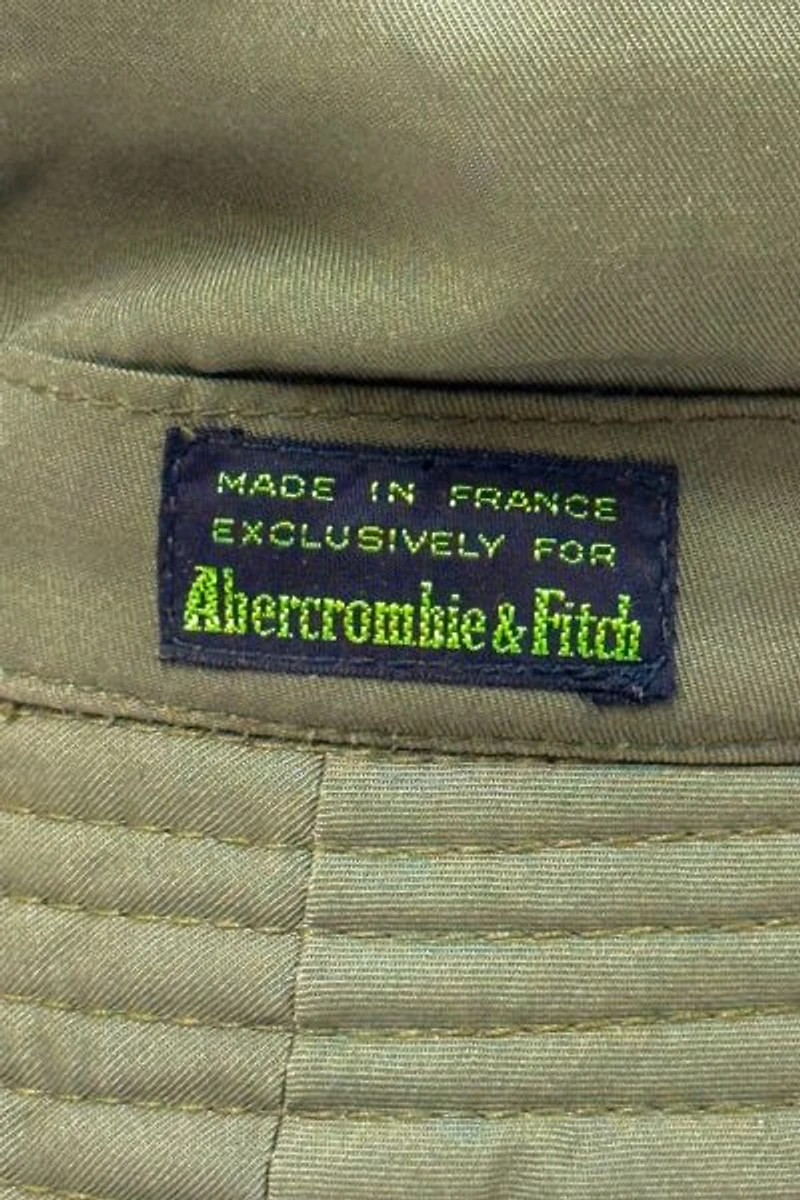 MADE IN FRANCE
EXCLUSIVELY FOR
Abercrombie & Fitch